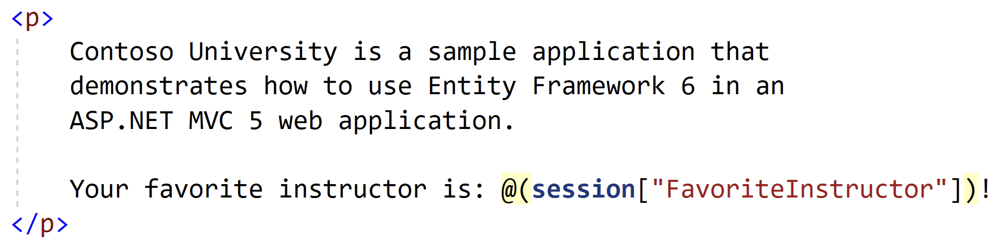 <p>
Contoso University is a sample application that
demonstrates how to use Entity Framework 6 in an
ASP.NET MVC 5 web application.
Your favorite instructor is: @(session["FavoriteInstructor"])!
</p>